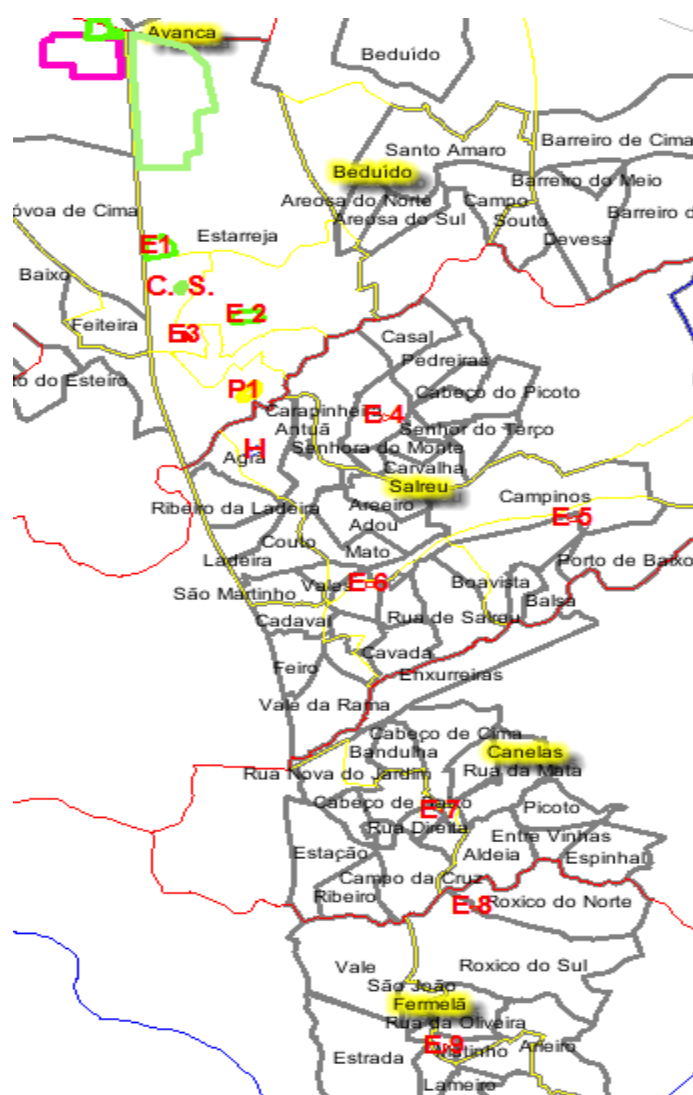 Avanca
Beduído
Santo Amaro
Barreiro de Cima
Beduído
Barreiro do Meio
Areosa do Norte
Campo
Barreiro d
óvoa de Cima
Areosa do Sul
Souto
Estarreja
Devesa
E1
Baixo
C. S.
Feiteira
E 2
E3
Casal
Pedreiras
to do Esteiro
P1
Cabeço do Picoto
Carapinheira
E-4
Antuã
Senhor do Terço
H
Senhora do Monte
Agra
Carvalha
Salreu
Campinos
Ribeiro da Ladeira
Areeiro
Adou
E-5
Couto
Mato
Ladeira
Porto de Baixo
São Martinho
E-6
Boavista
Balsa
Cadaval
Rua de Salreu
Cavada
Feiro
Enxurreiras
Vale da Rama
Cabeço de Cima
Bandulha
Canelas
Rua Nova do Jardim
Rua da Mata
E-7
Picoto
Rua Direita
Entre Vinhas
Estação
Aldeia
Espinhal
Campo da Cruz
Ribeiro
E-8
Roxico do Norte
Vale
Roxico do Sul
São João
Fermelã
Rua da Oliveira
E-9
Estrada
Areeiro
Lameiro